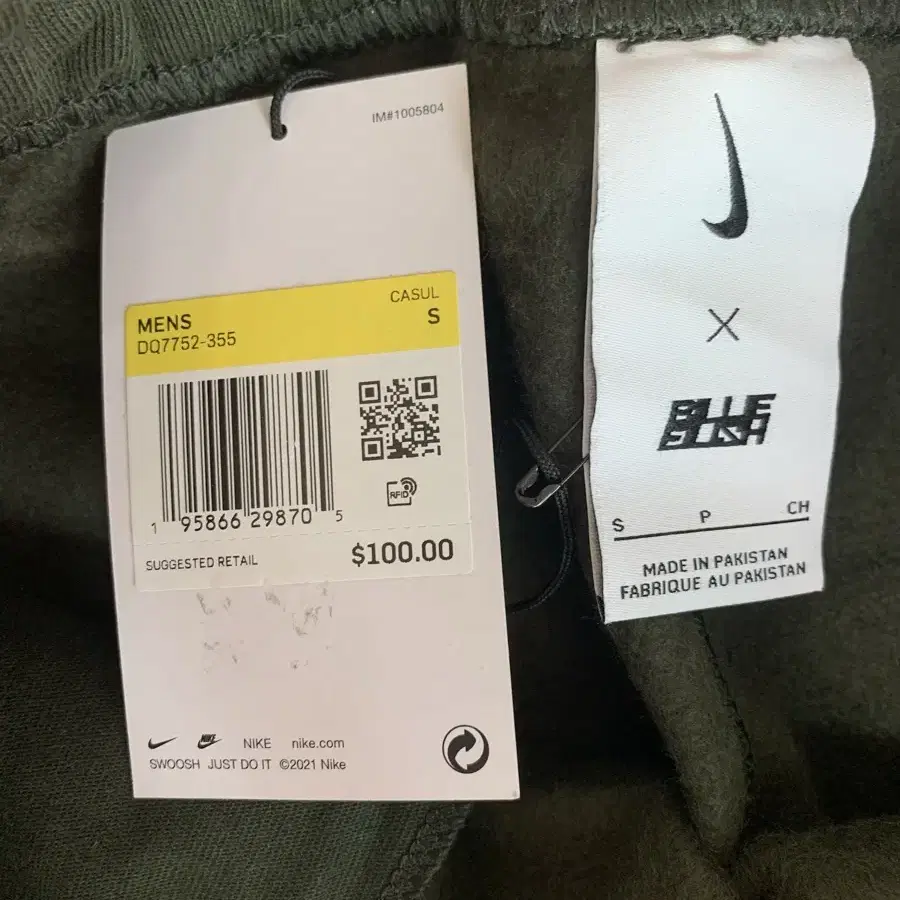 IM#1005804
CASUL
MENS S
DQ7752-355
RFID
1 95866 29870 5
SUGGESTED RETAIL $100.00
NIKE NIKE nike.com
SWOOSH JUST DO IT ©2021 Nike
X
BILLIE
EILISH
S P CH
MADE IN PAKISTAN
FABRIQUE AU PAKISTAN